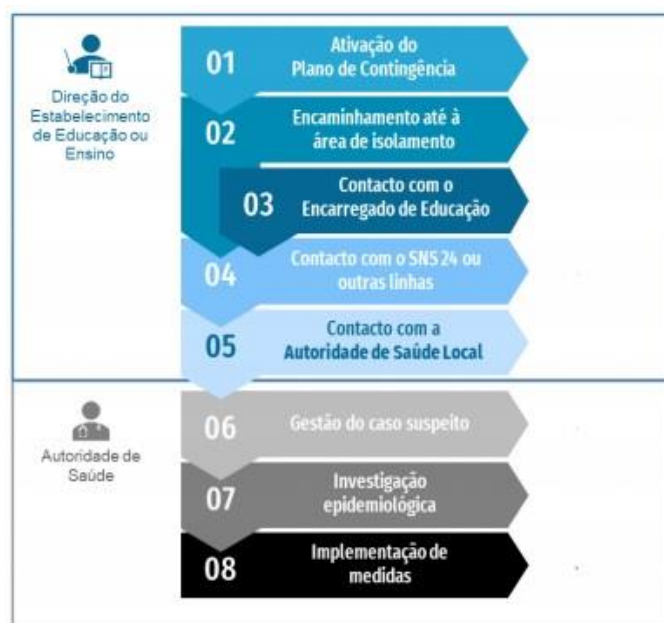 Direção do
Estabelecimento
de Educação ou
Ensino
01
Ativação do
Plano de Contingência
02
Encaminhamento até à
área de isolamento
03
Contacto com o
Encarregado de Educação
04
Contacto com o SNS 24 ou
outras linhas
05
Contacto com a
Autoridade de Saúde Local
Autoridade de
Saúde
06
Gestão do caso suspeito
07
Investigação
epidemiológica
08
Implementação de
medidas